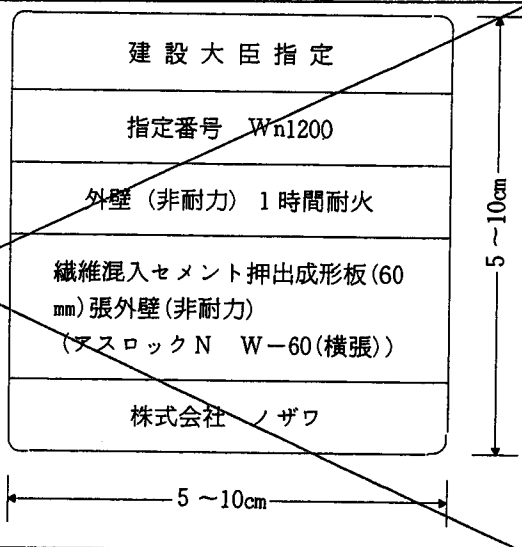 建設大臣指定
指定番号 Wn1200
外壁(非耐力)1時間耐火
繊維混入セメント押出成形板(60
mm)張外壁(非耐力)
(アスロックN W-60(横張))
株式会社 ノザワ
5~10cm
5~10cm